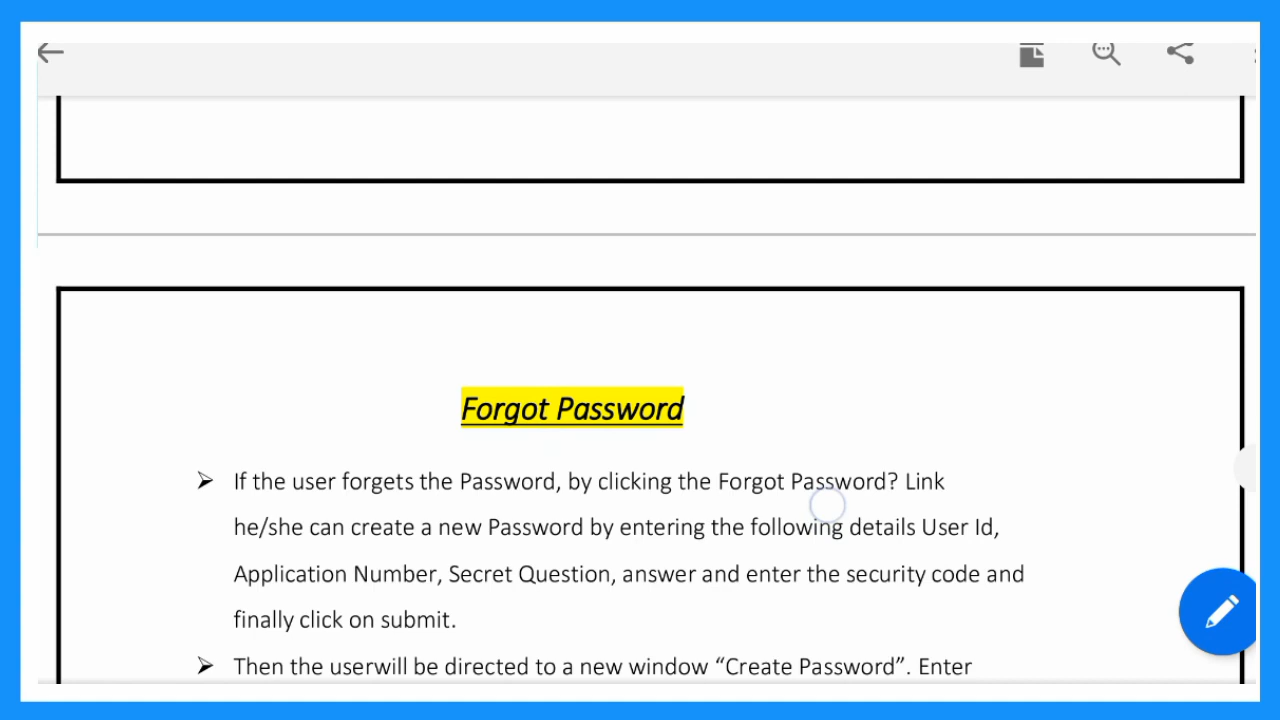 Forgot Password
➢ If the user forgets the Password, by clicking the Forgot Password? Link
he/she can create a new Password by entering the following details User Id,
Application Number, Secret Question, answer and enter the security code and
finally click on submit.
➢ Then the userwill be directed to a new window “Create Password”. Enter